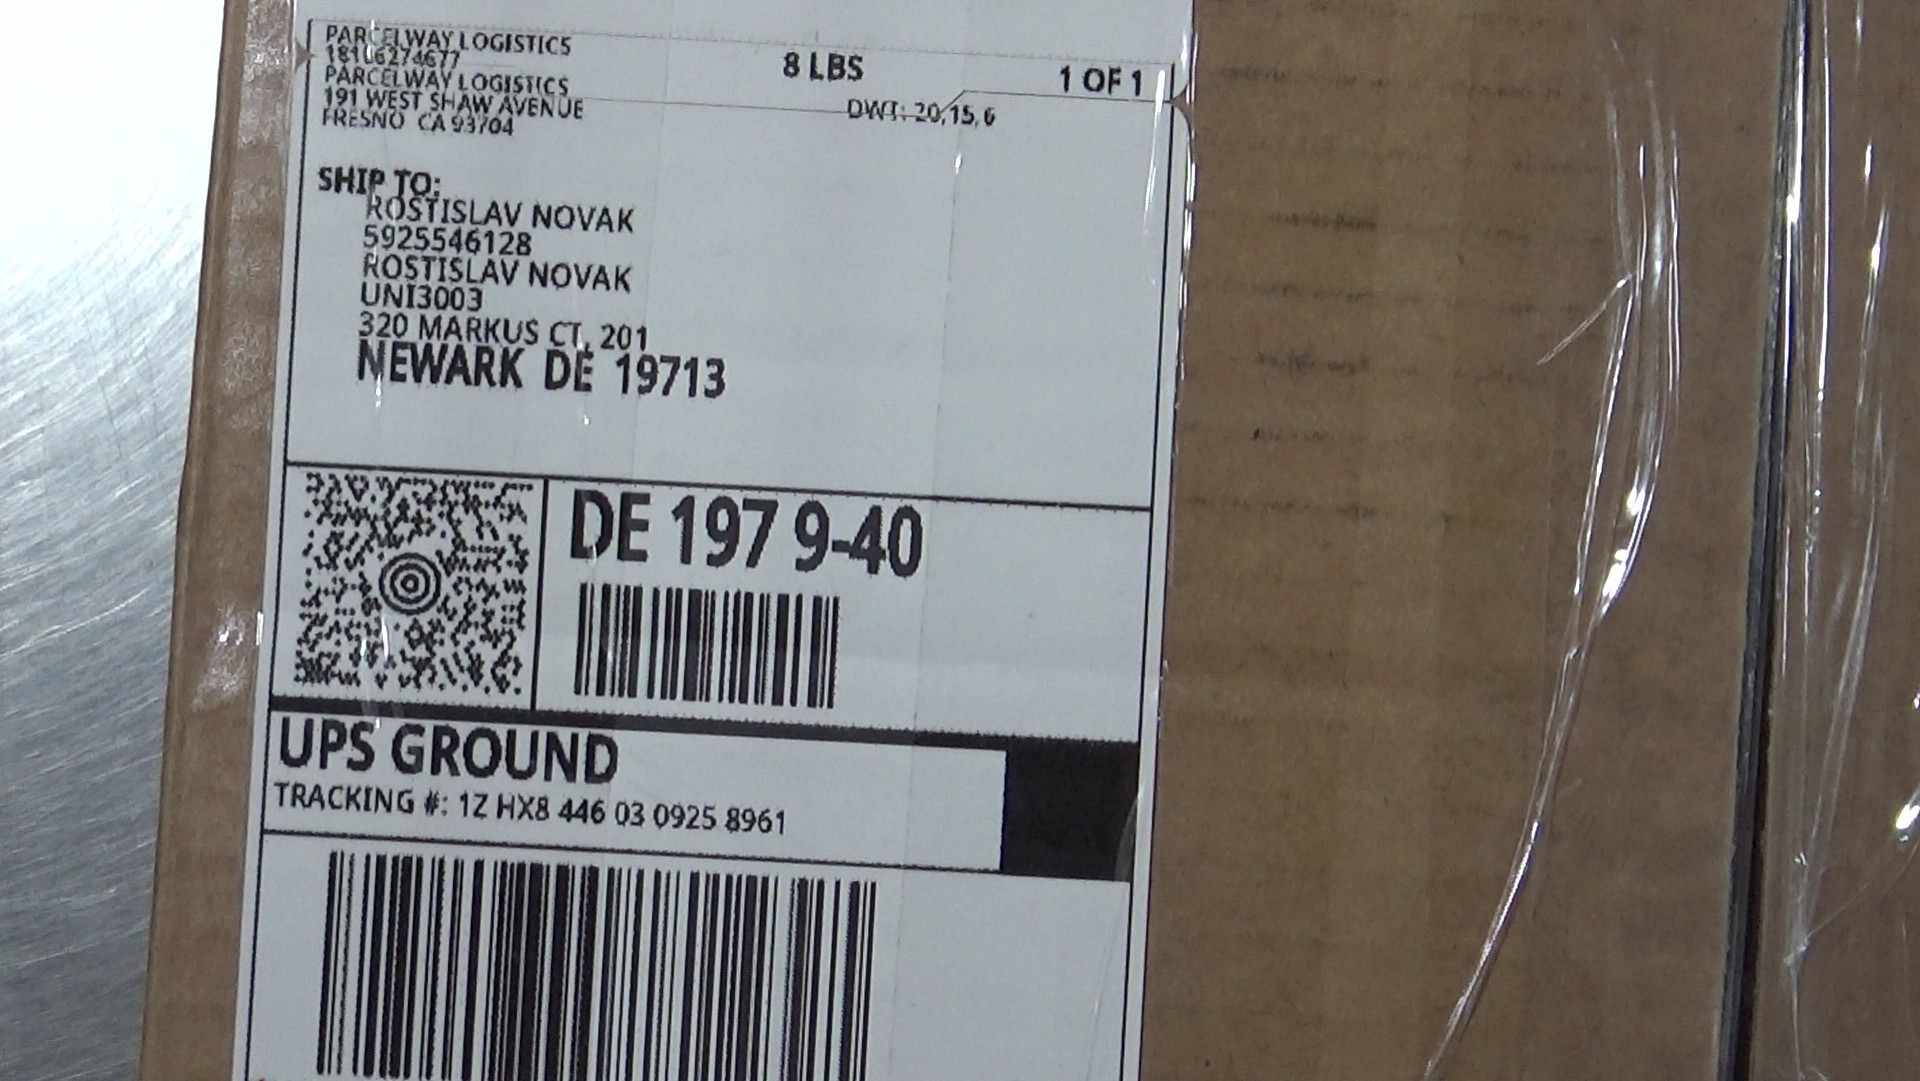 PARCELWAY LOGISTICS
18106274677
PARCELWAY LOGISTICS
191 WEST SHAW AVENUE
FRESNO CA 93704
8 LBS
1 OF 1
DWT: 20,15,6
SHIP TO:
ROSTISLAV NOVAK
5925546128
ROSTISLAV NOVAK
UNI3003
320 MARKUS CT, 201
NEWARK DE 19713
DE 197 9-40
UPS GROUND
TRACKING #: 1Z HX8 446 03 0925 8961